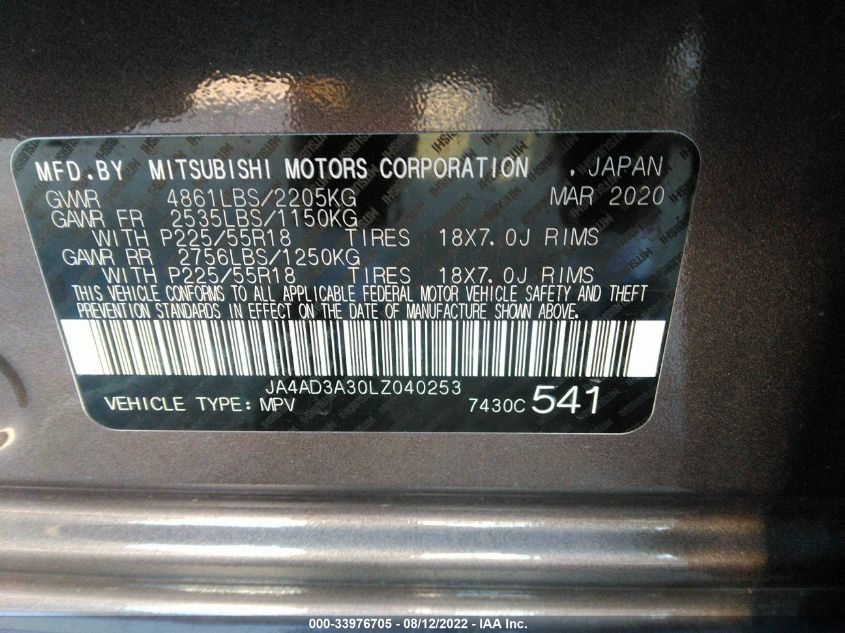 MFD.BY MITSUBISHI MOTORS CORPORATION , JAPAN
GVWR 4861LBS/2205KG MAR 2020
GAWR FR 2535LBS/1150KG
WITH P225/55R18 TIRES 18X7.0J RIMS
GAWR RR 2756LBS/1250KG
WITH P225/55R18 TIRES 18X7.0J RIMS
THIS VEHICLE CONFORMS TO ALL APPLICABLE FEDERAL MOTOR VEHICLE SAFETY AND THEFT
PREVENTION STANDARDS IN EFFECT ON THE DATE OF MANUFACTURE SHOWN ABOVE.
JA4AD3A30LZ040253
VEHICLE TYPE: MPV 7430C 541
000-33976705 - 08/12/2022 - IAA Inc.